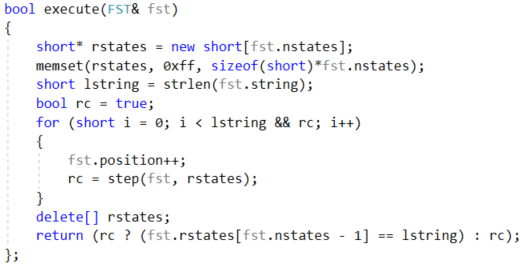 bool execute(FST& fst)
{
short* rstates = new short[fst.nstates];
memset(rstates, 0xff, sizeof(short)*fst.nstates);
short lstring = strlen(fst.string);
bool rc = true;
for (short i = 0; i < lstring && rc; i++)
{
fst.position++;
rc = step(fst, rstates);
}
delete[] rstates;
return (rc ? (fst.rstates[fst.nstates - 1] == lstring) : rc);
};